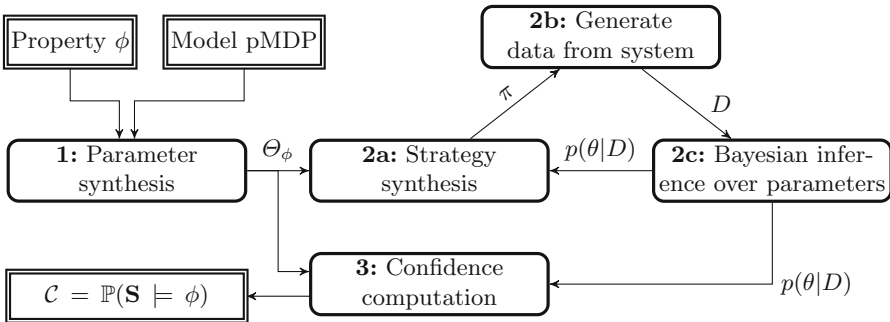 Property ϕ
Model pMDP
2b: Generate
data from system
π
D
1: Parameter
synthesis
Θ_ϕ
2a: Strategy
synthesis
p(θ|D)
2c: Bayesian infer-
ence over parameters
3: Confidence
computation
p(θ|D)
𝒞 = ℙ(𝐒 ⊨ ϕ)